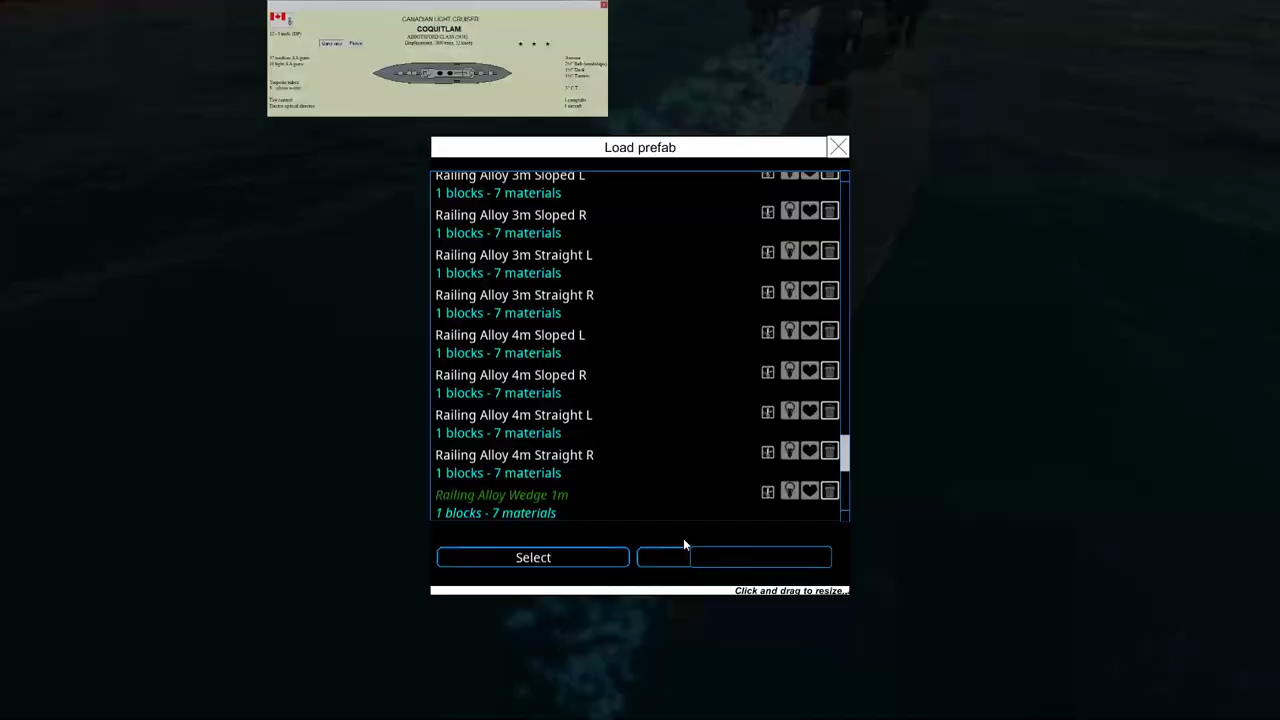 CANADIAN LIGHT CRUISER
COQUITLAM
Load prefab
Railing Alloy 3m Sloped L
1 blocks - 7 materials
Railing Alloy 3m Sloped R
1 blocks - 7 materials
Railing Alloy 3m Straight L
1 blocks - 7 materials
Railing Alloy 3m Straight R
1 blocks - 7 materials
Railing Alloy 4m Sloped L
1 blocks - 7 materials
Railing Alloy 4m Sloped R
1 blocks - 7 materials
Railing Alloy 4m Straight L
1 blocks - 7 materials
Railing Alloy 4m Straight R
1 blocks - 7 materials
Railing Alloy Wedge 1m
1 blocks - 7 materials
Select
Click and drag to resize...